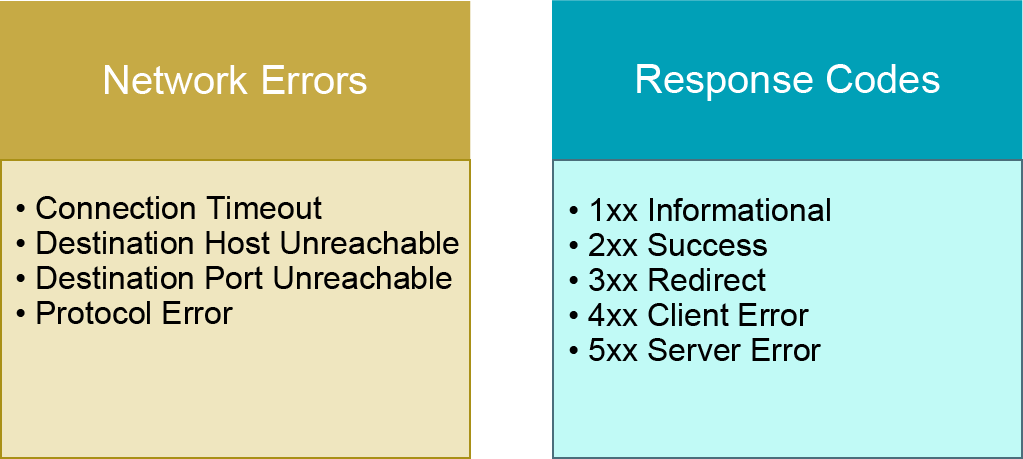 Network Errors
• Connection Timeout
• Destination Host Unreachable
• Destination Port Unreachable
• Protocol Error
Response Codes
• 1xx Informational
• 2xx Success
• 3xx Redirect
• 4xx Client Error
• 5xx Server Error